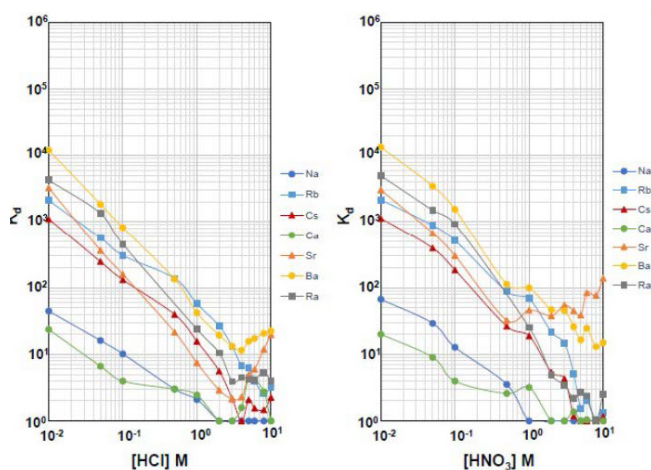 10⁶
10⁵
10⁴
10³
10²
10¹
10⁰
10⁻² 10⁻¹ 10⁰ 10¹
[HCl] M
Na
Rb
Cs
Ca
Sr
Ba
Ra
10⁶
10⁵
10⁴
10³
10²
10¹
10⁰
K_d
10⁻² 10⁻¹ 10⁰ 10¹
[HNO₃] M
Na
Rb
Cs
Ca
Sr
Ba
Ra